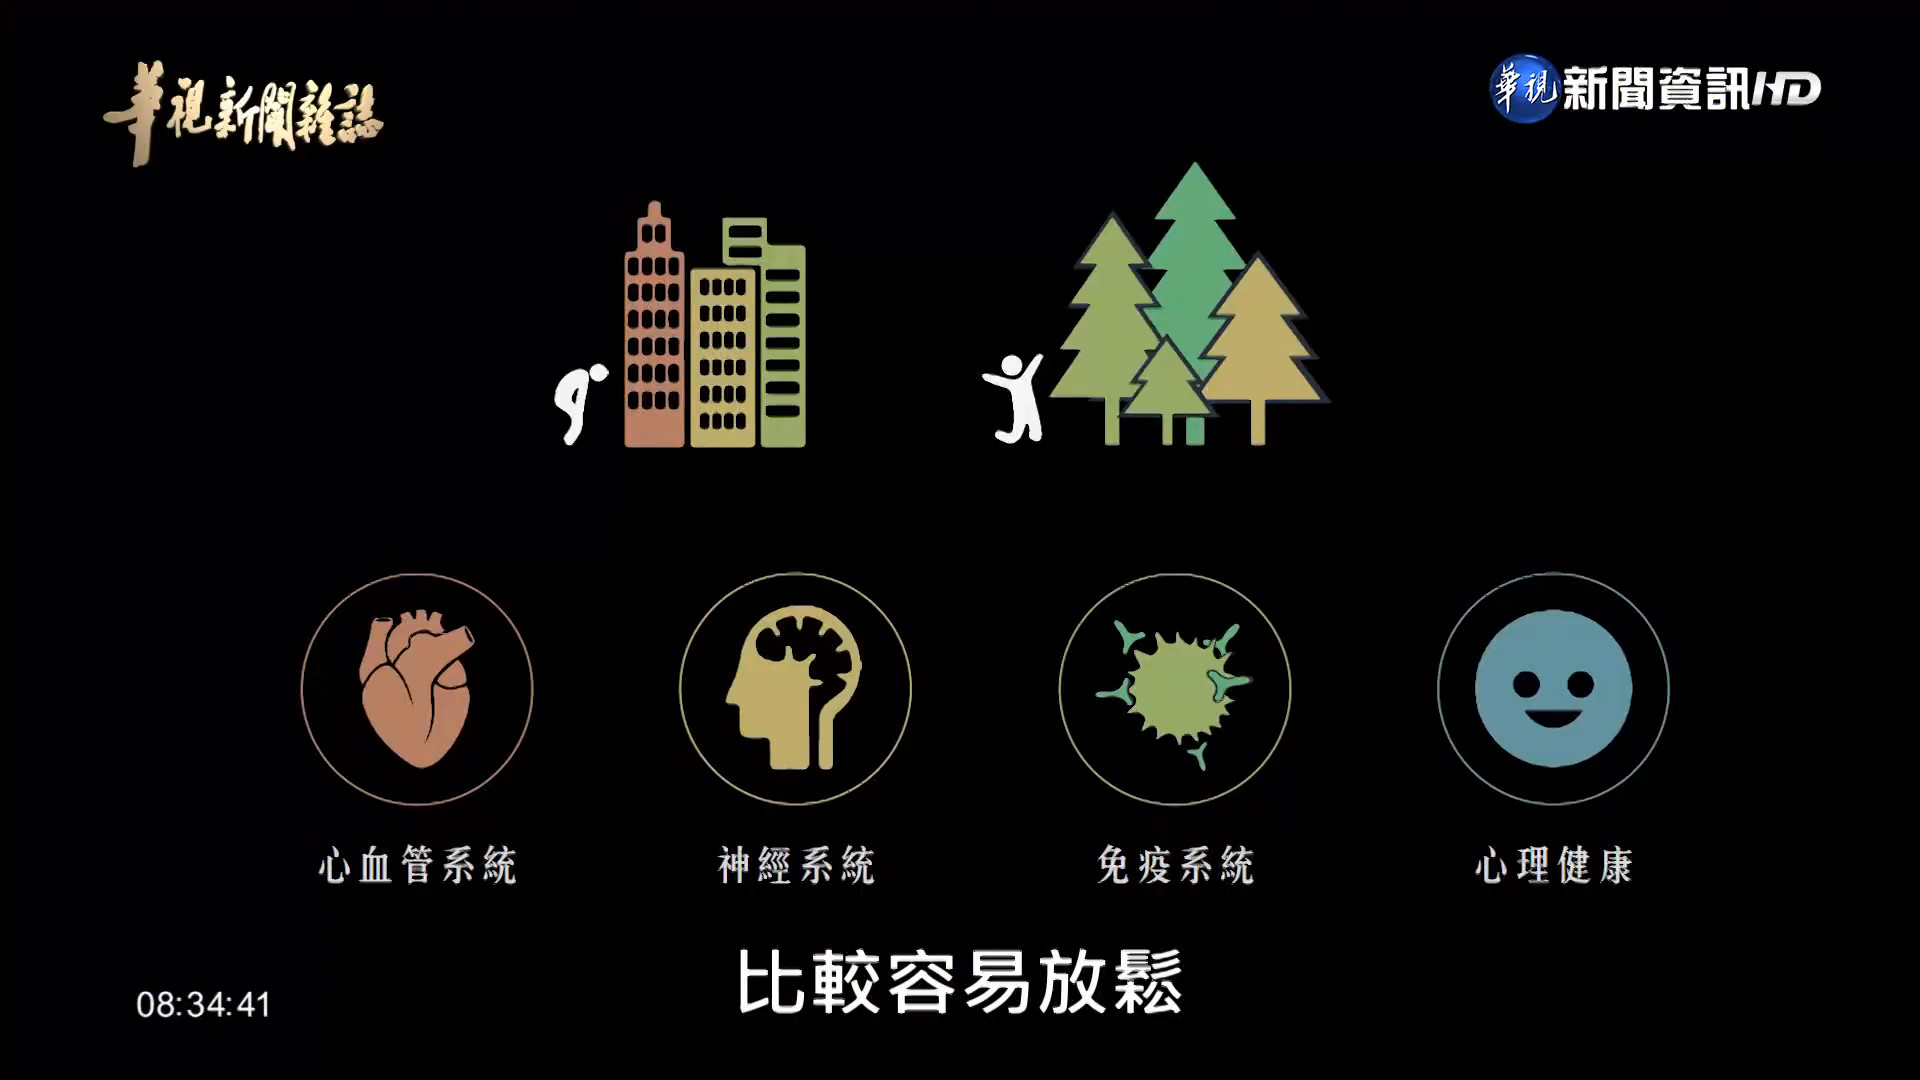 華視新聞雜誌
華視 新聞資訊HD
心血管系統
神經系統
免疫系統
心理健康
比較容易放鬆
08:34:41